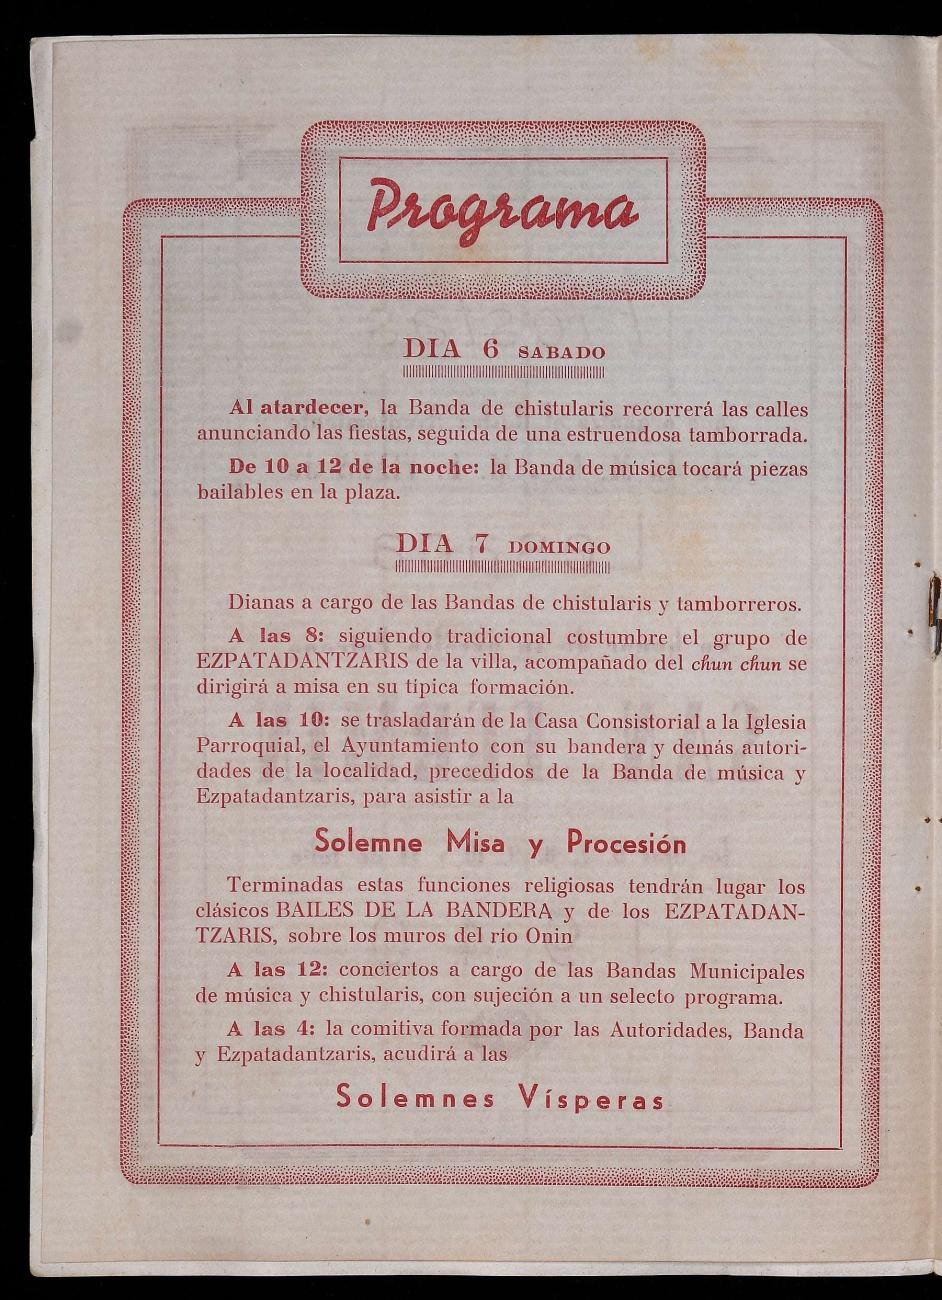 Programa
DIA 6 SABADO
Al atardecer, la Banda de chistularis recorrerá las calles
anunciando las fiestas, seguida de una estruendosa tamborrada.
De 10 a 12 de la noche: la Banda de música tocará piezas
bailables en la plaza.
DIA 7 DOMINGO
Dianas a cargo de las Bandas de chistularis y tamborreros.
A las 8: siguiendo tradicional costumbre el grupo de
EZPATADANTZARIS de la villa, acompañado del chun chun se
dirigirá a misa en su típica formación.
A las 10: se trasladarán de la Casa Consistorial a la Iglesia
Parroquial, el Ayuntamiento con su bandera y demás autori-
dades de la localidad, precedidos de la Banda de música y
Ezpatadantzaris, para asistir a la
Solemne Misa y Procesión
Terminadas estas funciones religiosas tendrán lugar los
clásicos BAILES DE LA BANDERA y de los EZPATADAN-
TZARIS, sobre los muros del río Onin
A las 12: conciertos a cargo de las Bandas Municipales
de música y chistularis, con sujeción a un selecto programa.
A las 4: la comitiva formada por las Autoridades, Banda
y Ezpatadantzaris, acudirá a las
Solemnes Vísperas